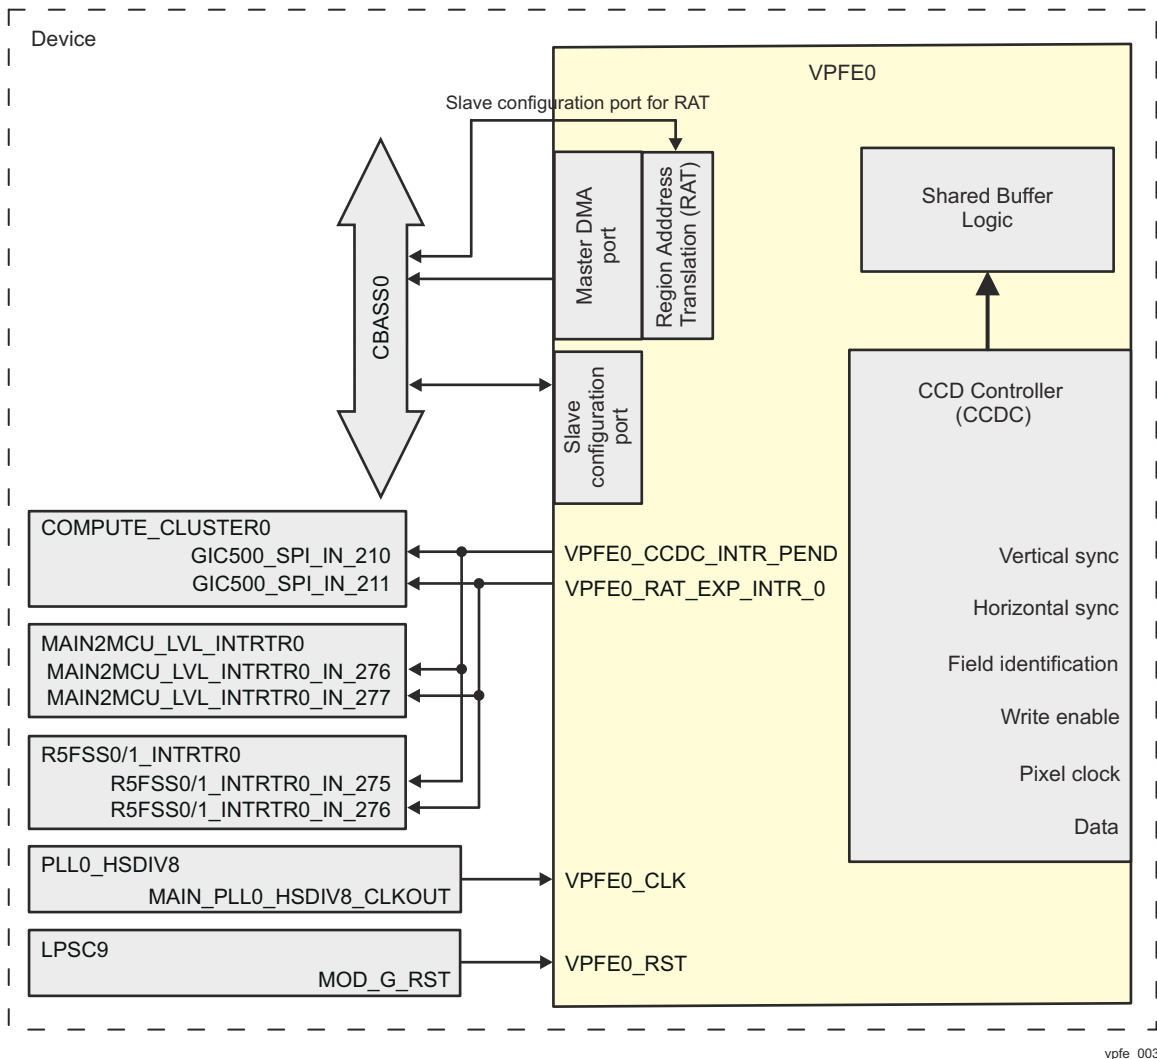 Device
VPFE0
Slave configuration port for RAT
Master DMA
port
Region Adddress
Translation (RAT)
Shared Buffer
Logic
CBASS0
Slave
configuration
port
CCD Controller
(CCDC)
COMPUTE_CLUSTER0
GIC500_SPI_IN_210
GIC500_SPI_IN_211
VPFE0_CCDC_INTR_PEND
VPFE0_RAT_EXP_INTR_0
Vertical sync
Horizontal sync
Field identification
Write enable
Pixel clock
Data
MAIN2MCU_LVL_INTRTR0
MAIN2MCU_LVL_INTRTR0_IN_276
MAIN2MCU_LVL_INTRTR0_IN_277
R5FSS0/1_INTRTR0
R5FSS0/1_INTRTR0_IN_275
R5FSS0/1_INTRTR0_IN_276
PLL0_HSDIV8
MAIN_PLL0_HSDIV8_CLKOUT
VPFE0_CLK
LPSC9
MOD_G_RST
VPFE0_RST
vpfe_003